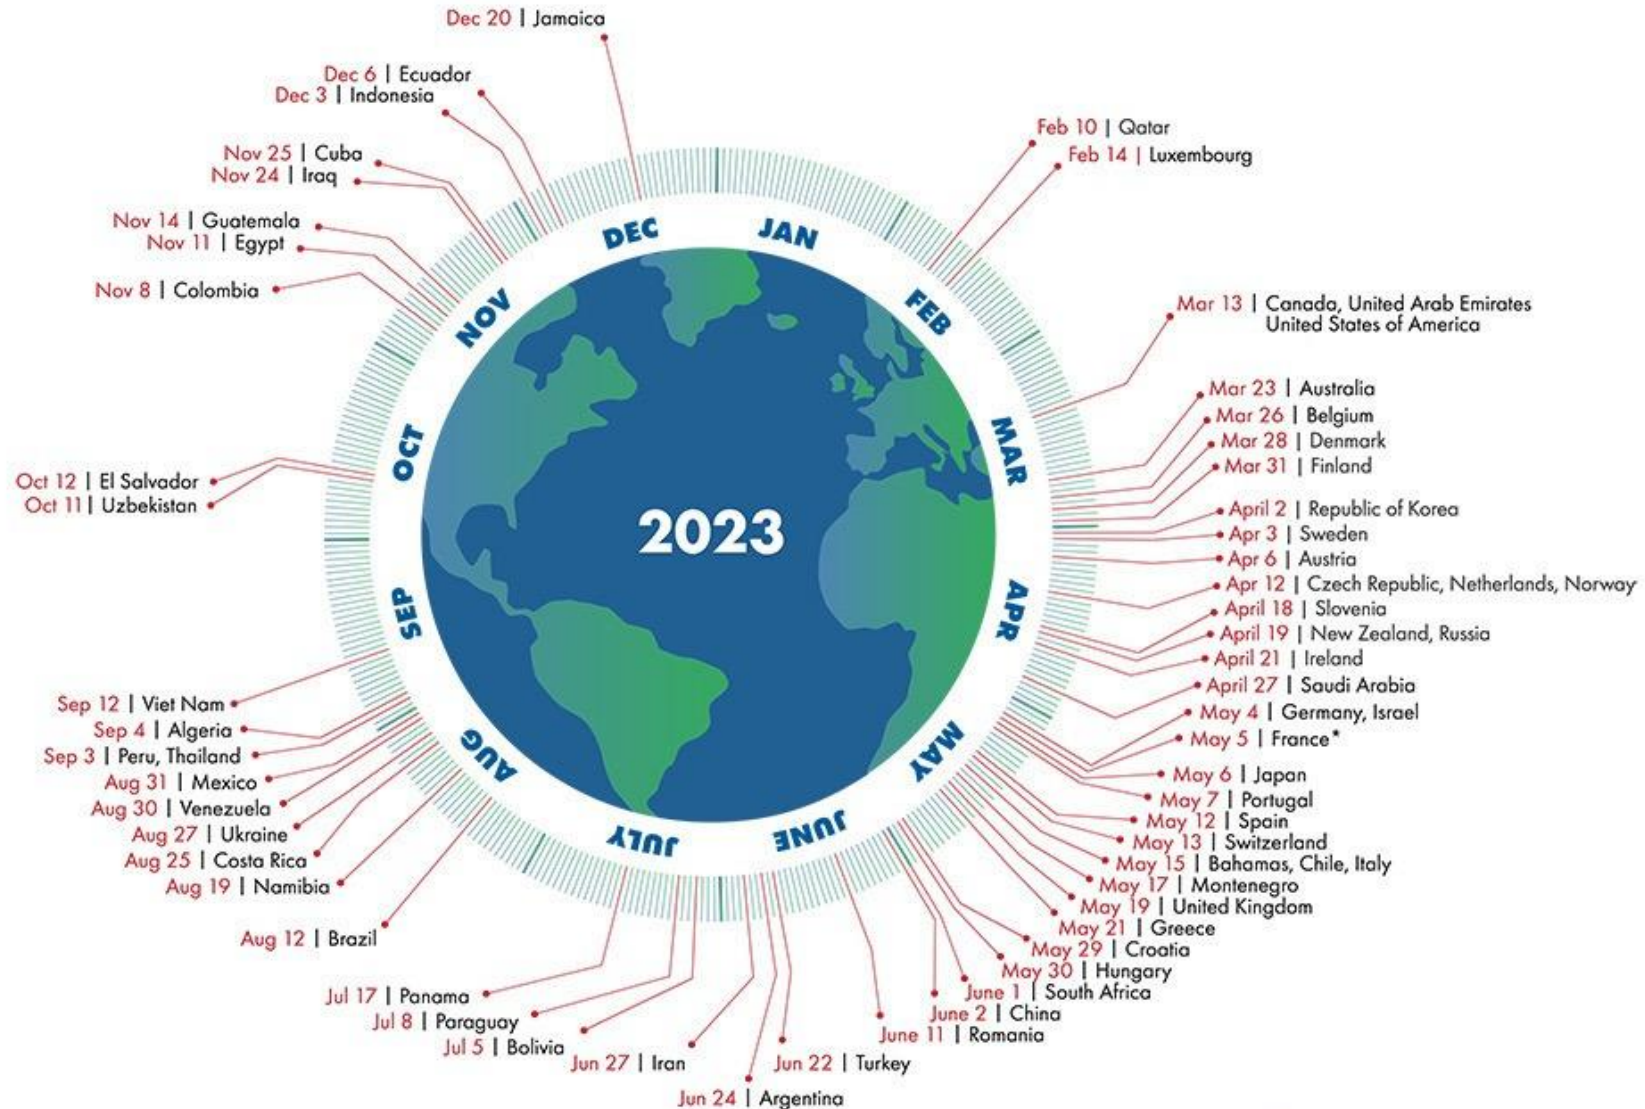 Dec 20 | Jamaica
Dec 6 | Ecuador
Dec 3 | Indonesia
Nov 25 | Cuba
Nov 24 | Iraq
Nov 14 | Guatemala
Nov 11 | Egypt
Nov 8 | Colombia
Oct 12 | El Salvador
Oct 11 | Uzbekistan
Sep 12 | Viet Nam
Sep 4 | Algeria
Sep 3 | Peru, Thailand
Aug 31 | Mexico
Aug 30 | Venezuela
Aug 27 | Ukraine
Aug 25 | Costa Rica
Aug 19 | Namibia
Aug 12 | Brazil
Jul 17 | Panama
Jul 8 | Paraguay
Jul 5 | Bolivia
Jun 27 | Iran
Jun 24 | Argentina
Jun 22 | Turkey
Feb 10 | Qatar
Feb 14 | Luxembourg
Mar 13 | Canada, United Arab Emirates
United States of America
Mar 23 | Australia
Mar 26 | Belgium
Mar 28 | Denmark
Mar 31 | Finland
April 2 | Republic of Korea
Apr 3 | Sweden
Apr 6 | Austria
Apr 12 | Czech Republic, Netherlands, Norway
April 18 | Slovenia
April 19 | New Zealand, Russia
April 21 | Ireland
April 27 | Saudi Arabia
May 4 | Germany, Israel
May 5 | France*
May 6 | Japan
May 7 | Portugal
May 12 | Spain
May 13 | Switzerland
May 15 | Bahamas, Chile, Italy
May 17 | Montenegro
May 19 | United Kingdom
May 21 | Greece
May 29 | Croatia
May 30 | Hungary
June 1 | South Africa
June 2 | China
June 11 | Romania
JAN
FEB
MAR
APR
MAY
JUNE
JULY
AUG
SEP
OCT
NOV
DEC
2023